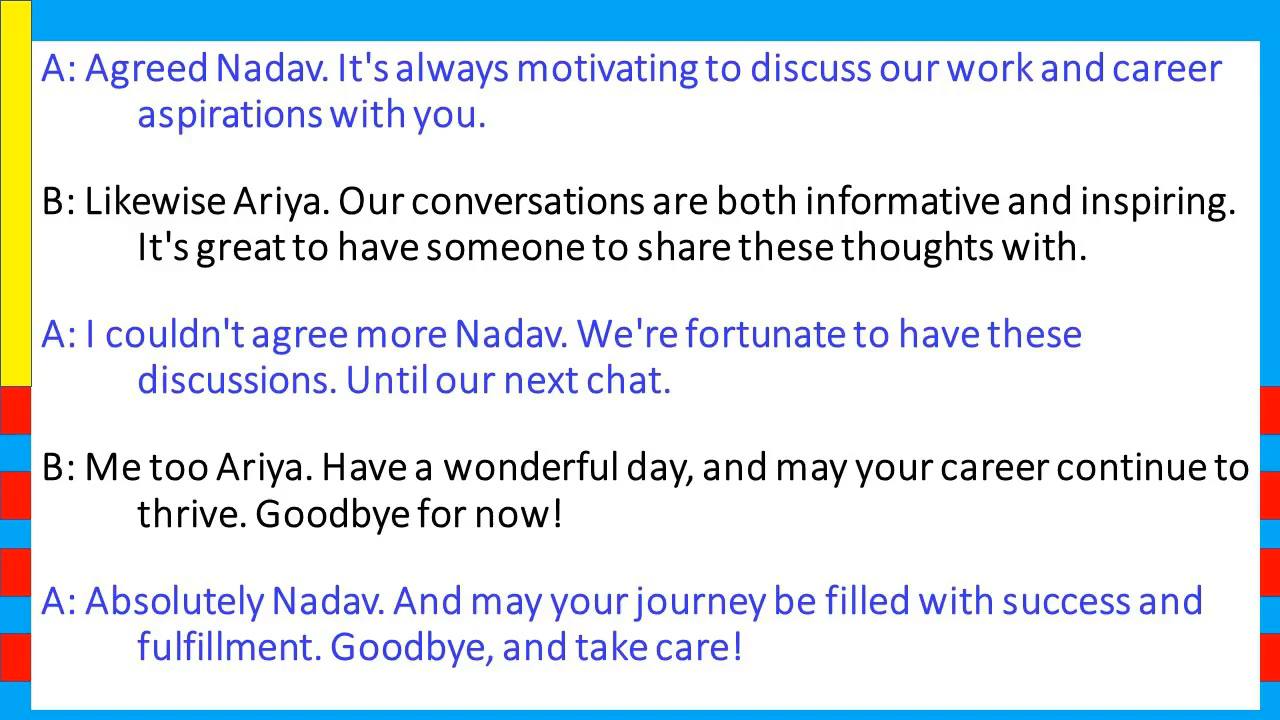 A: Agreed Nadav. It's always motivating to discuss our work and career
aspirations with you.
B: Likewise Ariya. Our conversations are both informative and inspiring.
It's great to have someone to share these thoughts with.
A: I couldn't agree more Nadav. We're fortunate to have these
discussions. Until our next chat.
B: Me too Ariya. Have a wonderful day, and may your career continue to
thrive. Goodbye for now!
A: Absolutely Nadav. And may your journey be filled with success and
fulfillment. Goodbye, and take care!